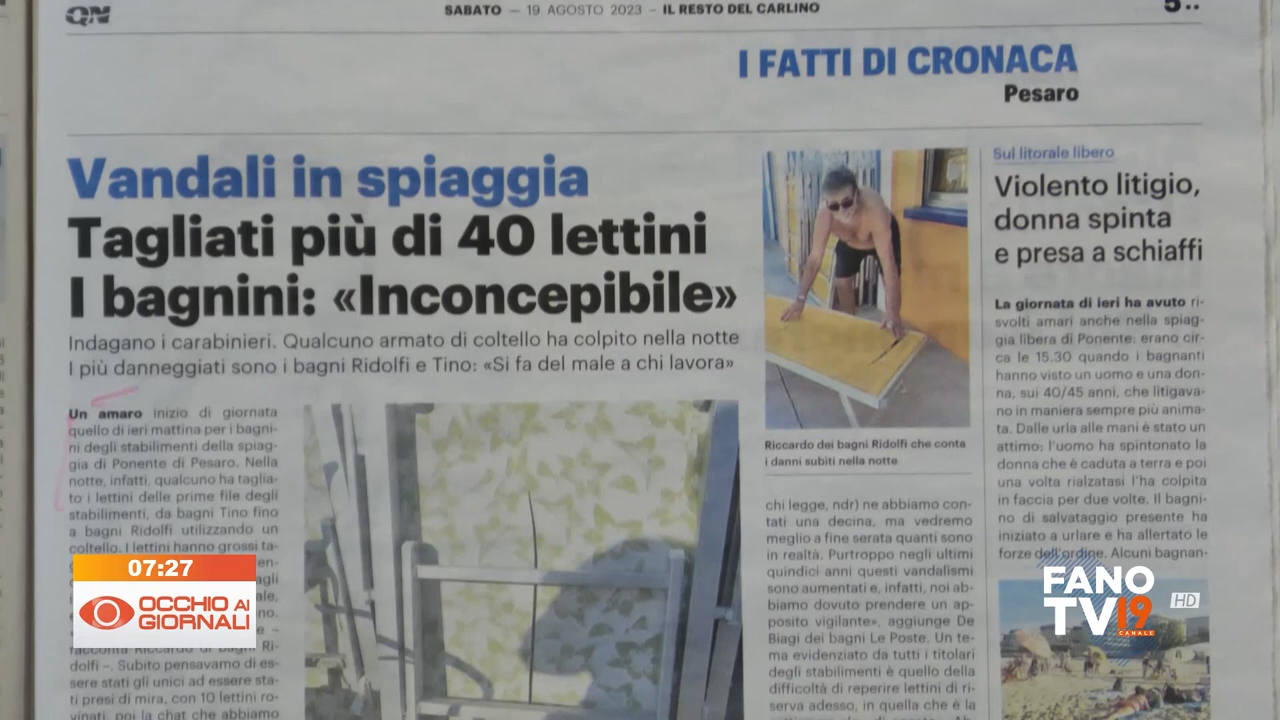 QN
SABATO — 19 AGOSTO 2023 – IL RESTO DEL CARLINO
5..
I FATTI DI CRONACA
Pesaro
Vandali in spiaggia
Tagliati più di 40 lettini
I bagnini: «Inconcepibile»
Indagano i carabinieri. Qualcuno armato di coltello ha colpito nella notte
I più danneggiati sono i bagni Ridolfi e Tino: «Si fa del male a chi lavora»
Un amaro inizio di giornata
quello di ieri mattina per i bagni-
ni degli stabilimenti della spiag-
gia di Ponente di Pesaro. Nella
notte, infatti, qualcuno ha taglia-
to i lettini delle prime file degli
stabilimenti, da bagni Tino fino
a bagni Ridolfi utilizzando un
coltello. I lettini hanno grossi ta-
racconta Riccardo di bagni Ri-
dolfi –. Subito pensavamo di es-
sere stati gli unici ad essere sta-
ti presi di mira, con 10 lettini ro-
vinati, poi la chat che abbiamo
Riccardo dei bagni Ridolfi che conta
i danni subiti nella notte
chi legge, ndr) ne abbiamo con-
tati una decina, ma vedremo
meglio a fine serata quanti sono
in realtà. Purtroppo negli ultimi
quindici anni questi vandalismi
sono aumentati e, infatti, noi ab-
biamo dovuto prendere un ap-
posito vigilante», aggiunge De
Biagi dei bagni Le Poste. Un te-
ma evidenziato da tutti i titolari
degli stabilimenti è quello della
difficoltà di reperire lettini di ri-
serva adesso, in quella che è la
Sul litorale libero
Violento litigio,
donna spinta
e presa a schiaffi
La giornata di ieri ha avuto ri-
svolti amari anche nella spiag-
gia libera di Ponente: erano cir-
ca le 15.30 quando i bagnanti
hanno visto un uomo e una don-
na, sui 40/45 anni, che litigava-
no in maniera sempre più anima-
ta. Dalle urla alle mani è stato un
attimo: l'uomo ha spintonato la
donna che è caduta a terra e poi
una volta rialzatasi l'ha colpita
in faccia per due volte. Il bagni-
no di salvataggio presente ha
iniziato a urlare e ha allertato le
forze dell'ordine. Alcuni bagnan-
07:27
OCCHIO AI
GIORNALI
FANO
TV19
CANALE
HD